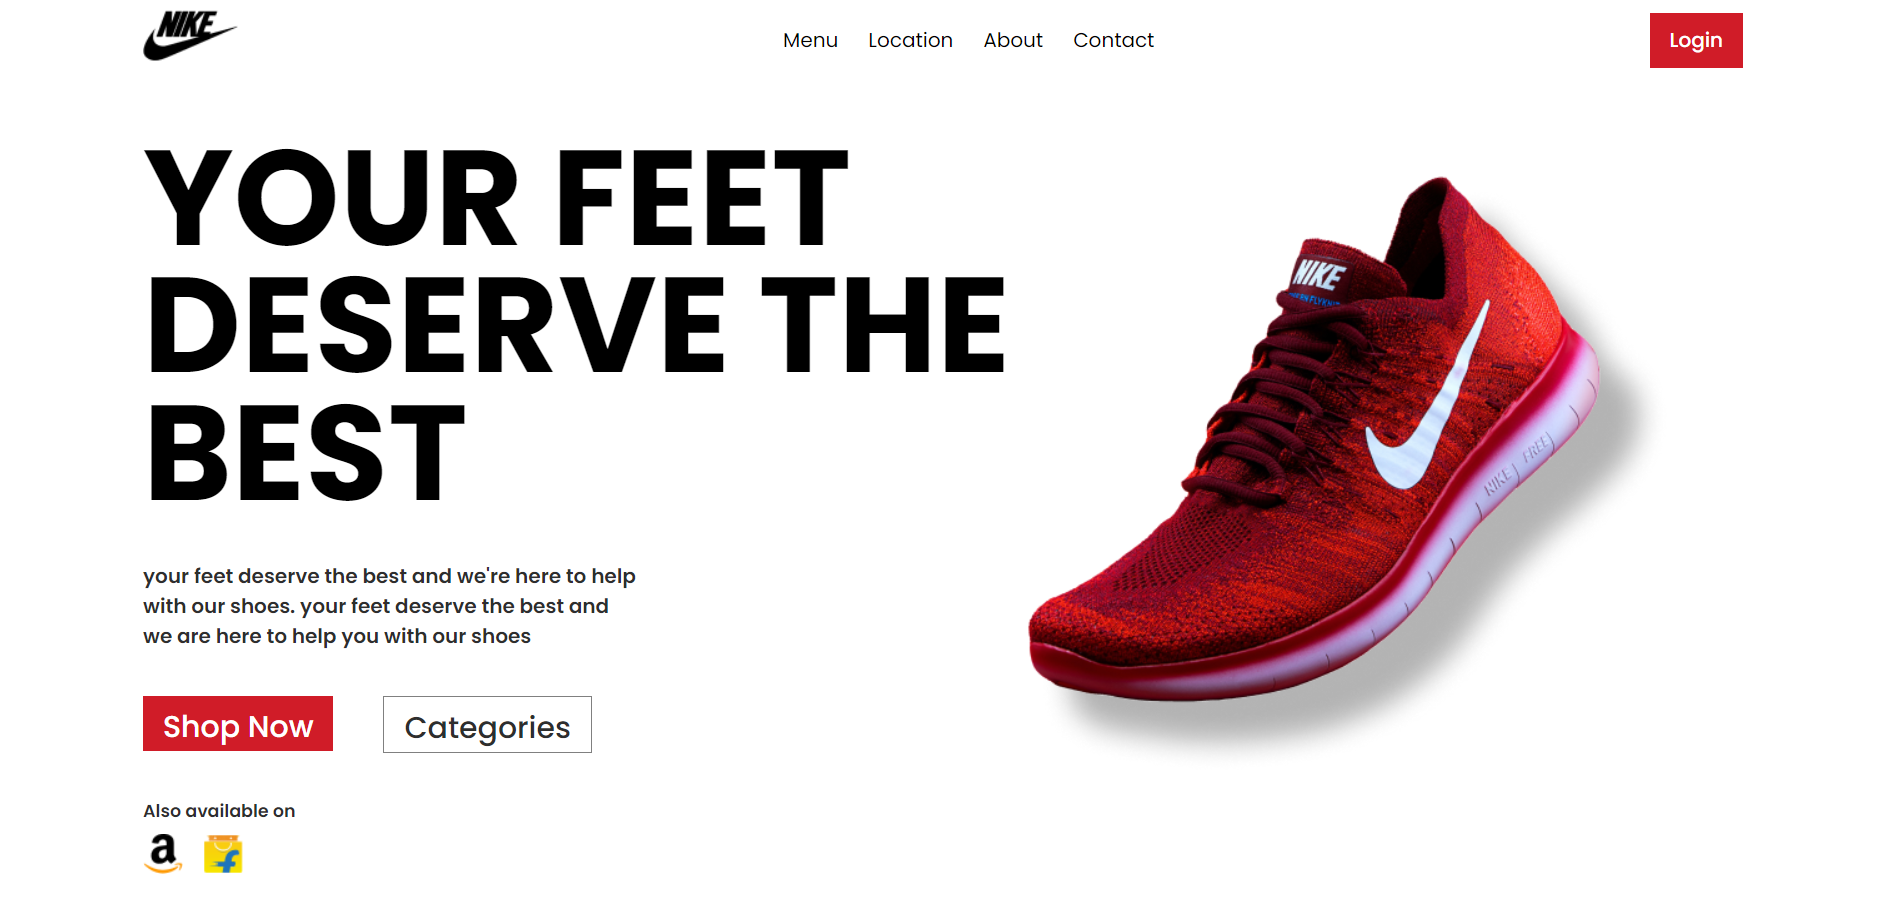 NIKE
Menu Location About Contact
Login
YOUR FEET
DESERVE THE
BEST
NIKE
NIKE FREE
your feet deserve the best and we're here to help
with our shoes. your feet deserve the best and
we are here to help you with our shoes
Shop Now
Categories
Also available on
a
f